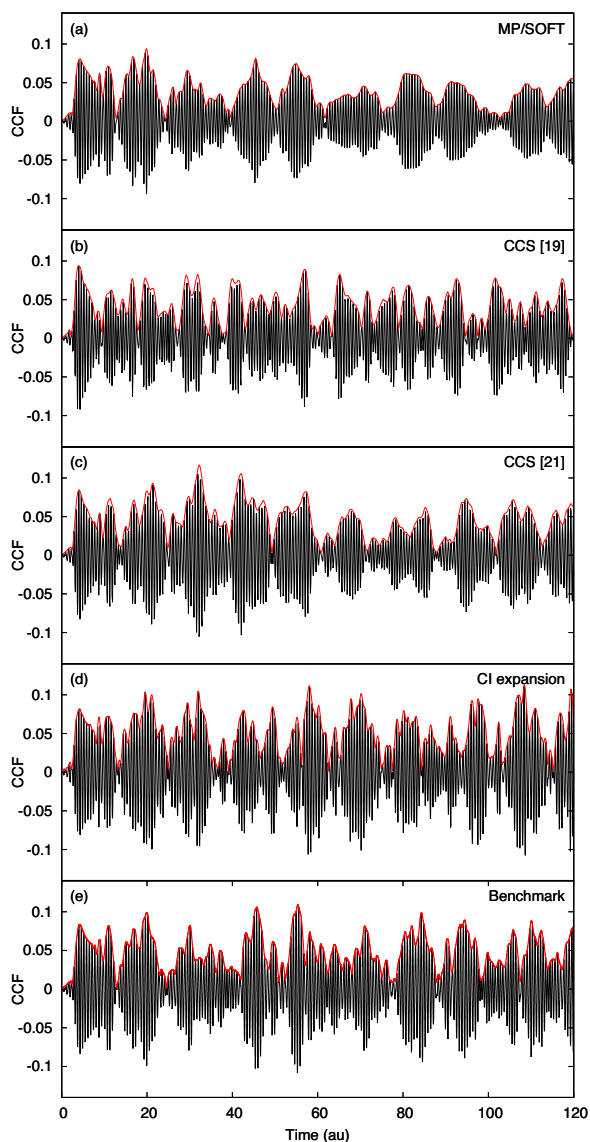 (a) MP/SOFT
0.1
0.05
0
-0.05
-0.1
CCF
(b) CCS [19]
0.1
0.05
0
-0.05
-0.1
CCF
(c) CCS [21]
0.1
0.05
0
-0.05
-0.1
CCF
(d) CI expansion
0.1
0.05
0
-0.05
-0.1
CCF
(e) Benchmark
0.1
0.05
0
-0.05
-0.1
CCF
0 20 40 60 80 100 120
Time (au)